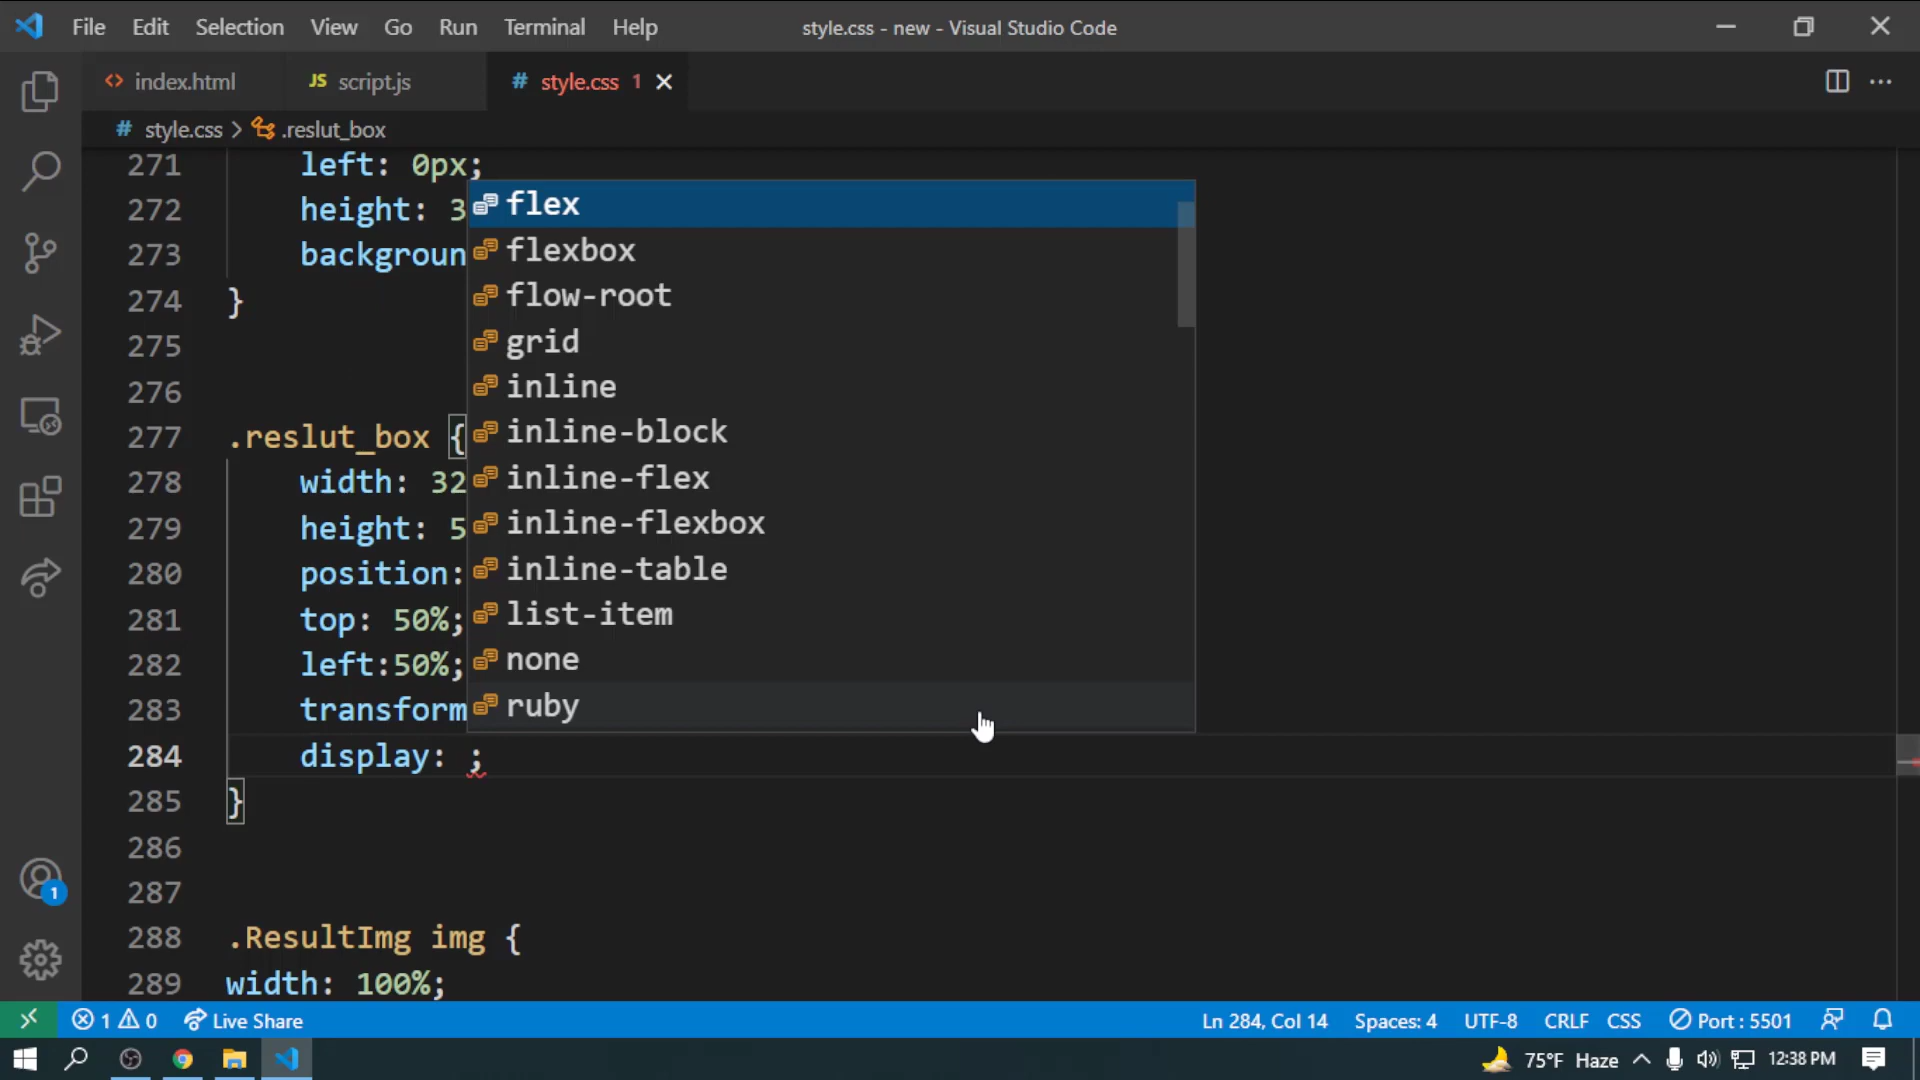 File Edit Selection View Go Run Terminal Help style.css - new - Visual Studio Code
<> index.html JS script.js # style.css 1
# style.css > .reslut_box
271 left: 0px;
272 height: 3
273 backgroun
274 }
275
276
277 .reslut_box {
278 width: 32
279 height: 5
280 position:
281 top: 50%;
282 left:50%;
283 transform
284 display: ;
285 }
286
287
288 .ResultImg img {
289 width: 100%;
flex
flexbox
flow-root
grid
inline
inline-block
inline-flex
inline-flexbox
inline-table
list-item
none
ruby
1
1 0 Live Share Ln 284, Col 14 Spaces: 4 UTF-8 CRLF CSS Port : 5501
75°F Haze 12:38 PM